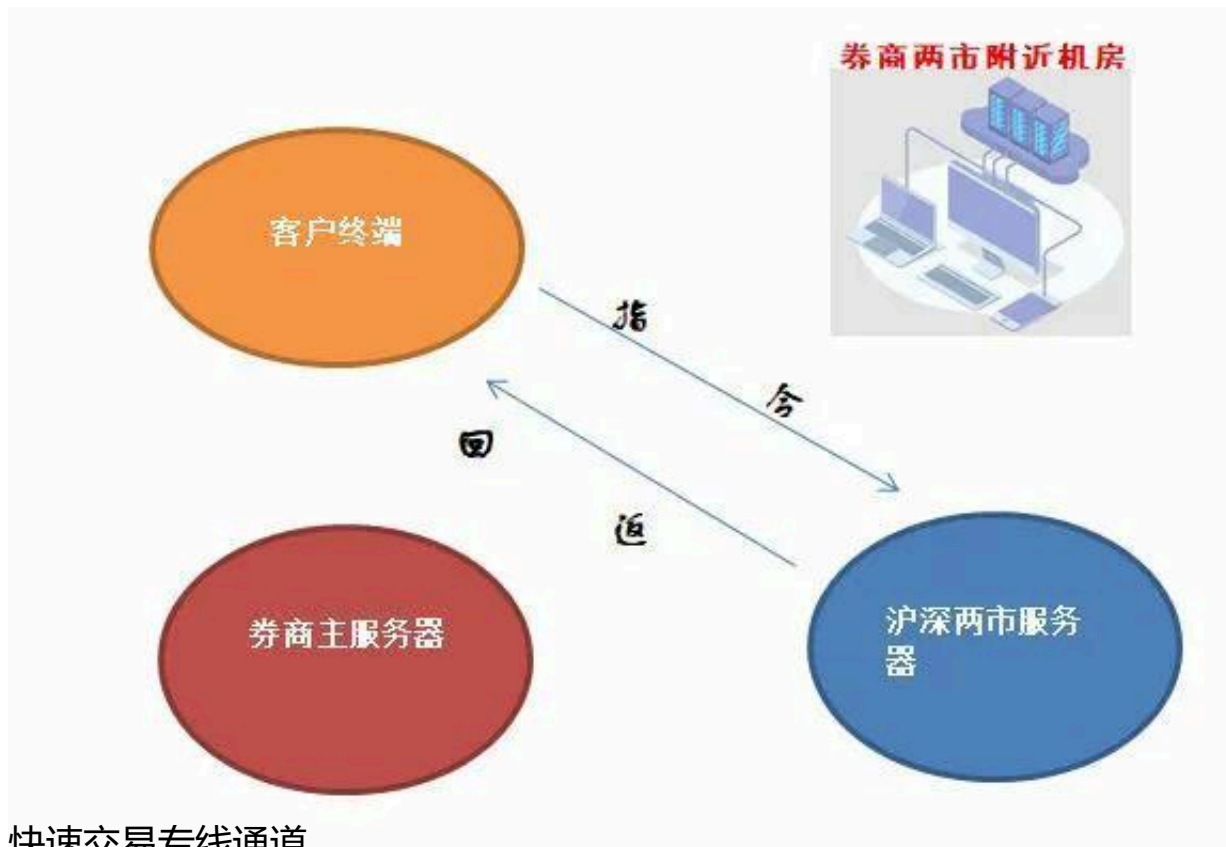 券商两市附近机房
客户终端
指
令
回
返
券商主服务器
沪深两市服务
器
快速交易专线通道